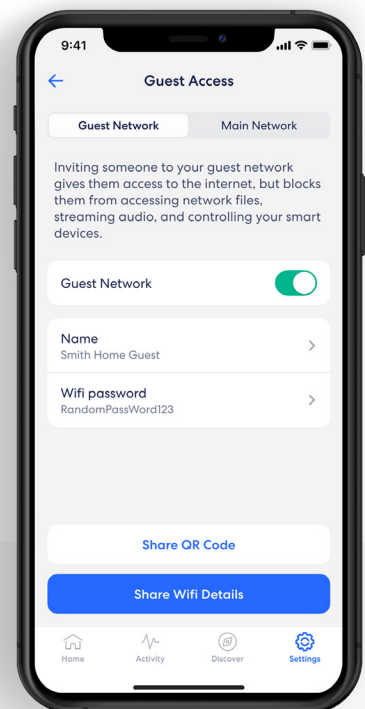 9:41
Guest Access
Guest Network
Main Network
Inviting someone to your guest network
gives them access to the internet, but blocks
them from accessing network files,
streaming audio, and controlling your smart
devices.
Guest Network
Name
Smith Home Guest
Wifi password
RandomPassWord123
Share QR Code
Share Wifi Details
Home
Activity
Discover
Settings